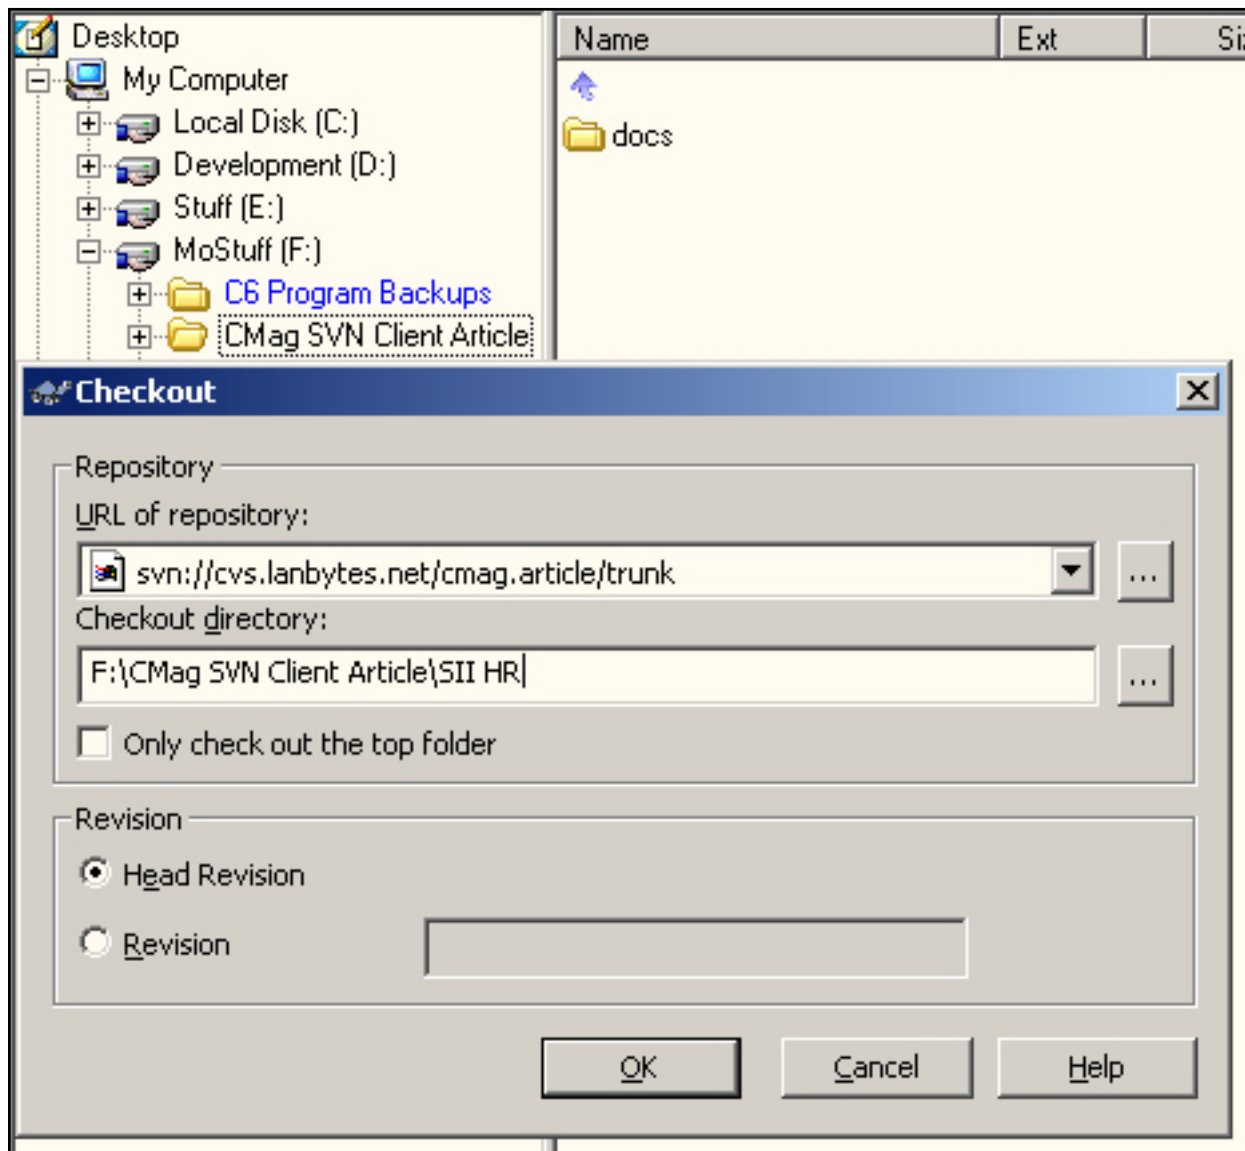 Desktop
My Computer
Local Disk (C:)
Development (D:)
Stuff (E:)
MoStuff (F:)
C6 Program Backups
CMag SVN Client Article
Name Ext
docs
Checkout
Repository
URL of repository:
svn://cvs.lanbytes.net/cmag.article/trunk
...
Checkout directory:
F:\CMag SVN Client Article\SII HR
...
Only check out the top folder
Revision
Head Revision
Revision
OK Cancel Help